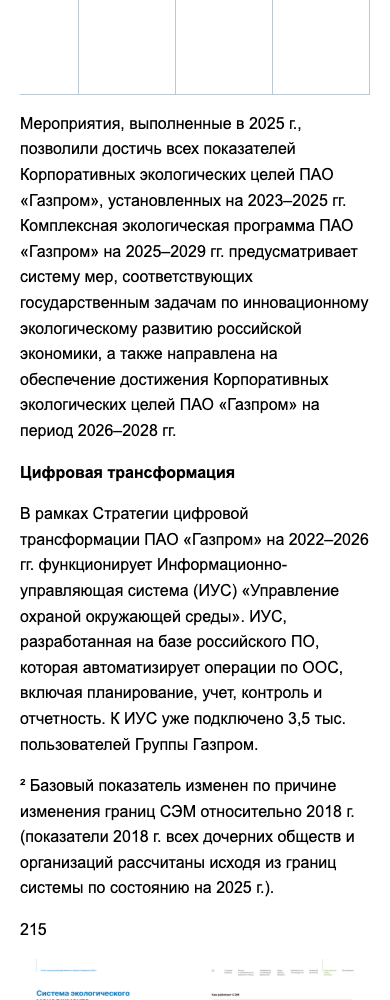 Мероприятия, выполненные в 2025 г.,
позволили достичь всех показателей
Корпоративных экологических целей ПАО
«Газпром», установленных на 2023–2025 гг.
Комплексная экологическая программа ПАО
«Газпром» на 2025–2029 гг. предусматривает
систему мер, соответствующих
государственным задачам по инновационному
экологическому развитию российской
экономики, а также направлена на
обеспечение достижения Корпоративных
экологических целей ПАО «Газпром» на
период 2026–2028 гг.
Цифровая трансформация
В рамках Стратегии цифровой
трансформации ПАО «Газпром» на 2022–2026
гг. функционирует Информационно-
управляющая система (ИУС) «Управление
охраной окружающей среды». ИУС,
разработанная на базе российского ПО,
которая автоматизирует операции по ООС,
включая планирование, учет, контроль и
отчетность. К ИУС уже подключено 3,5 тыс.
пользователей Группы Газпром.
² Базовый показатель изменен по причине
изменения границ СЭМ относительно 2018 г.
(показатели 2018 г. всех дочерних обществ и
организаций рассчитаны исходя из границ
системы по состоянию на 2025 г.).
215
Система экологического